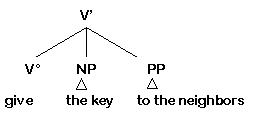 V'
V° NP PP
give the key to the neighbors